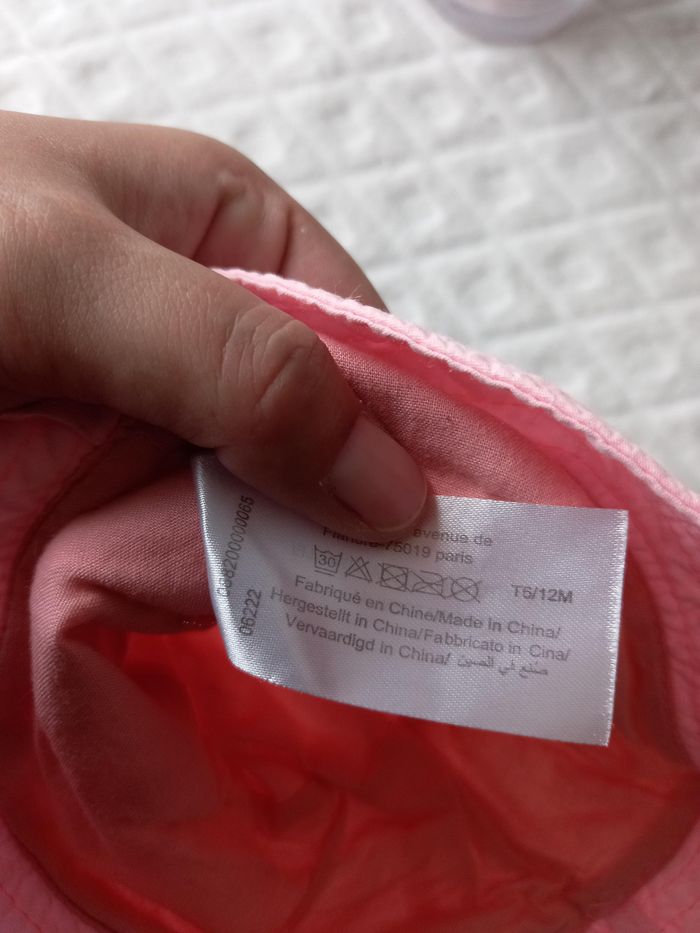 avenue de
75019 paris
30
T6/12M
Fabriqué en Chine/Made In China/
Hergestellt in China/Fabbricato in Cina/
Vervaardigd in China/ صنع في الصين
06222